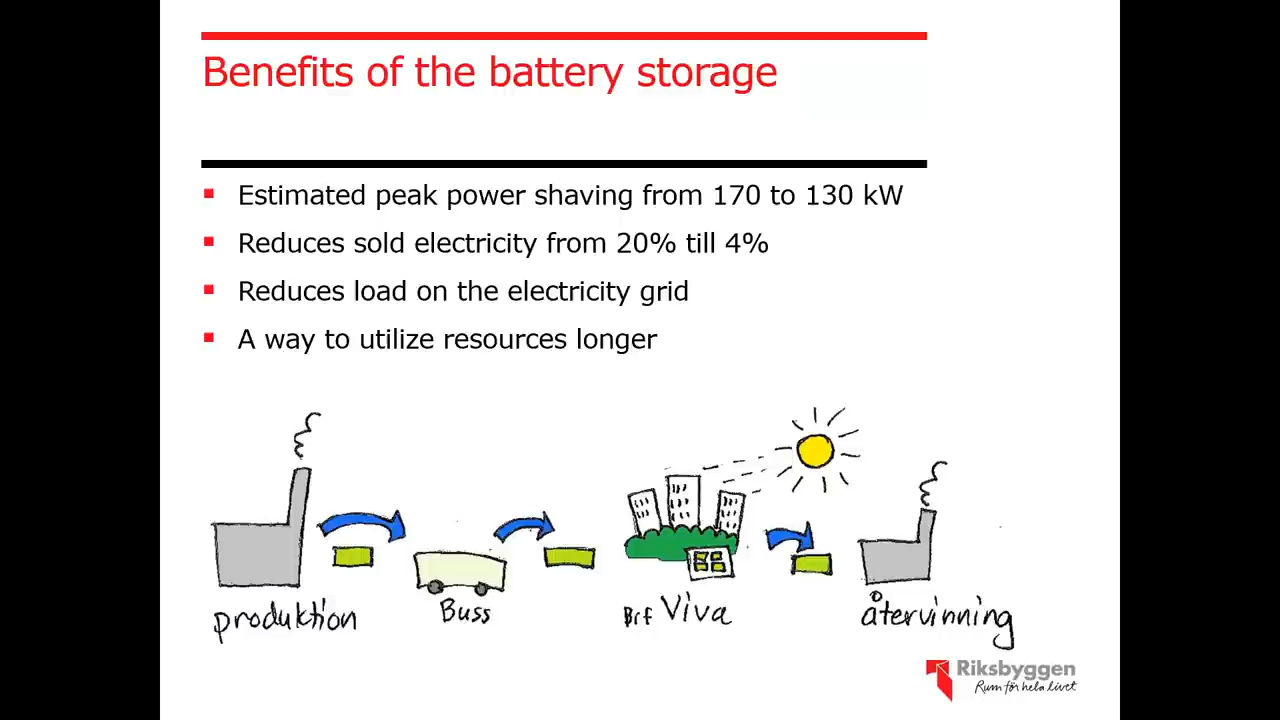 Benefits of the battery storage
Estimated peak power shaving from 170 to 130 kW
Reduces sold electricity from 20% till 4%
Reduces load on the electricity grid
A way to utilize resources longer
produktion
Buss
Brf Viva
återvinning
Riksbyggen
Rum för hela livet